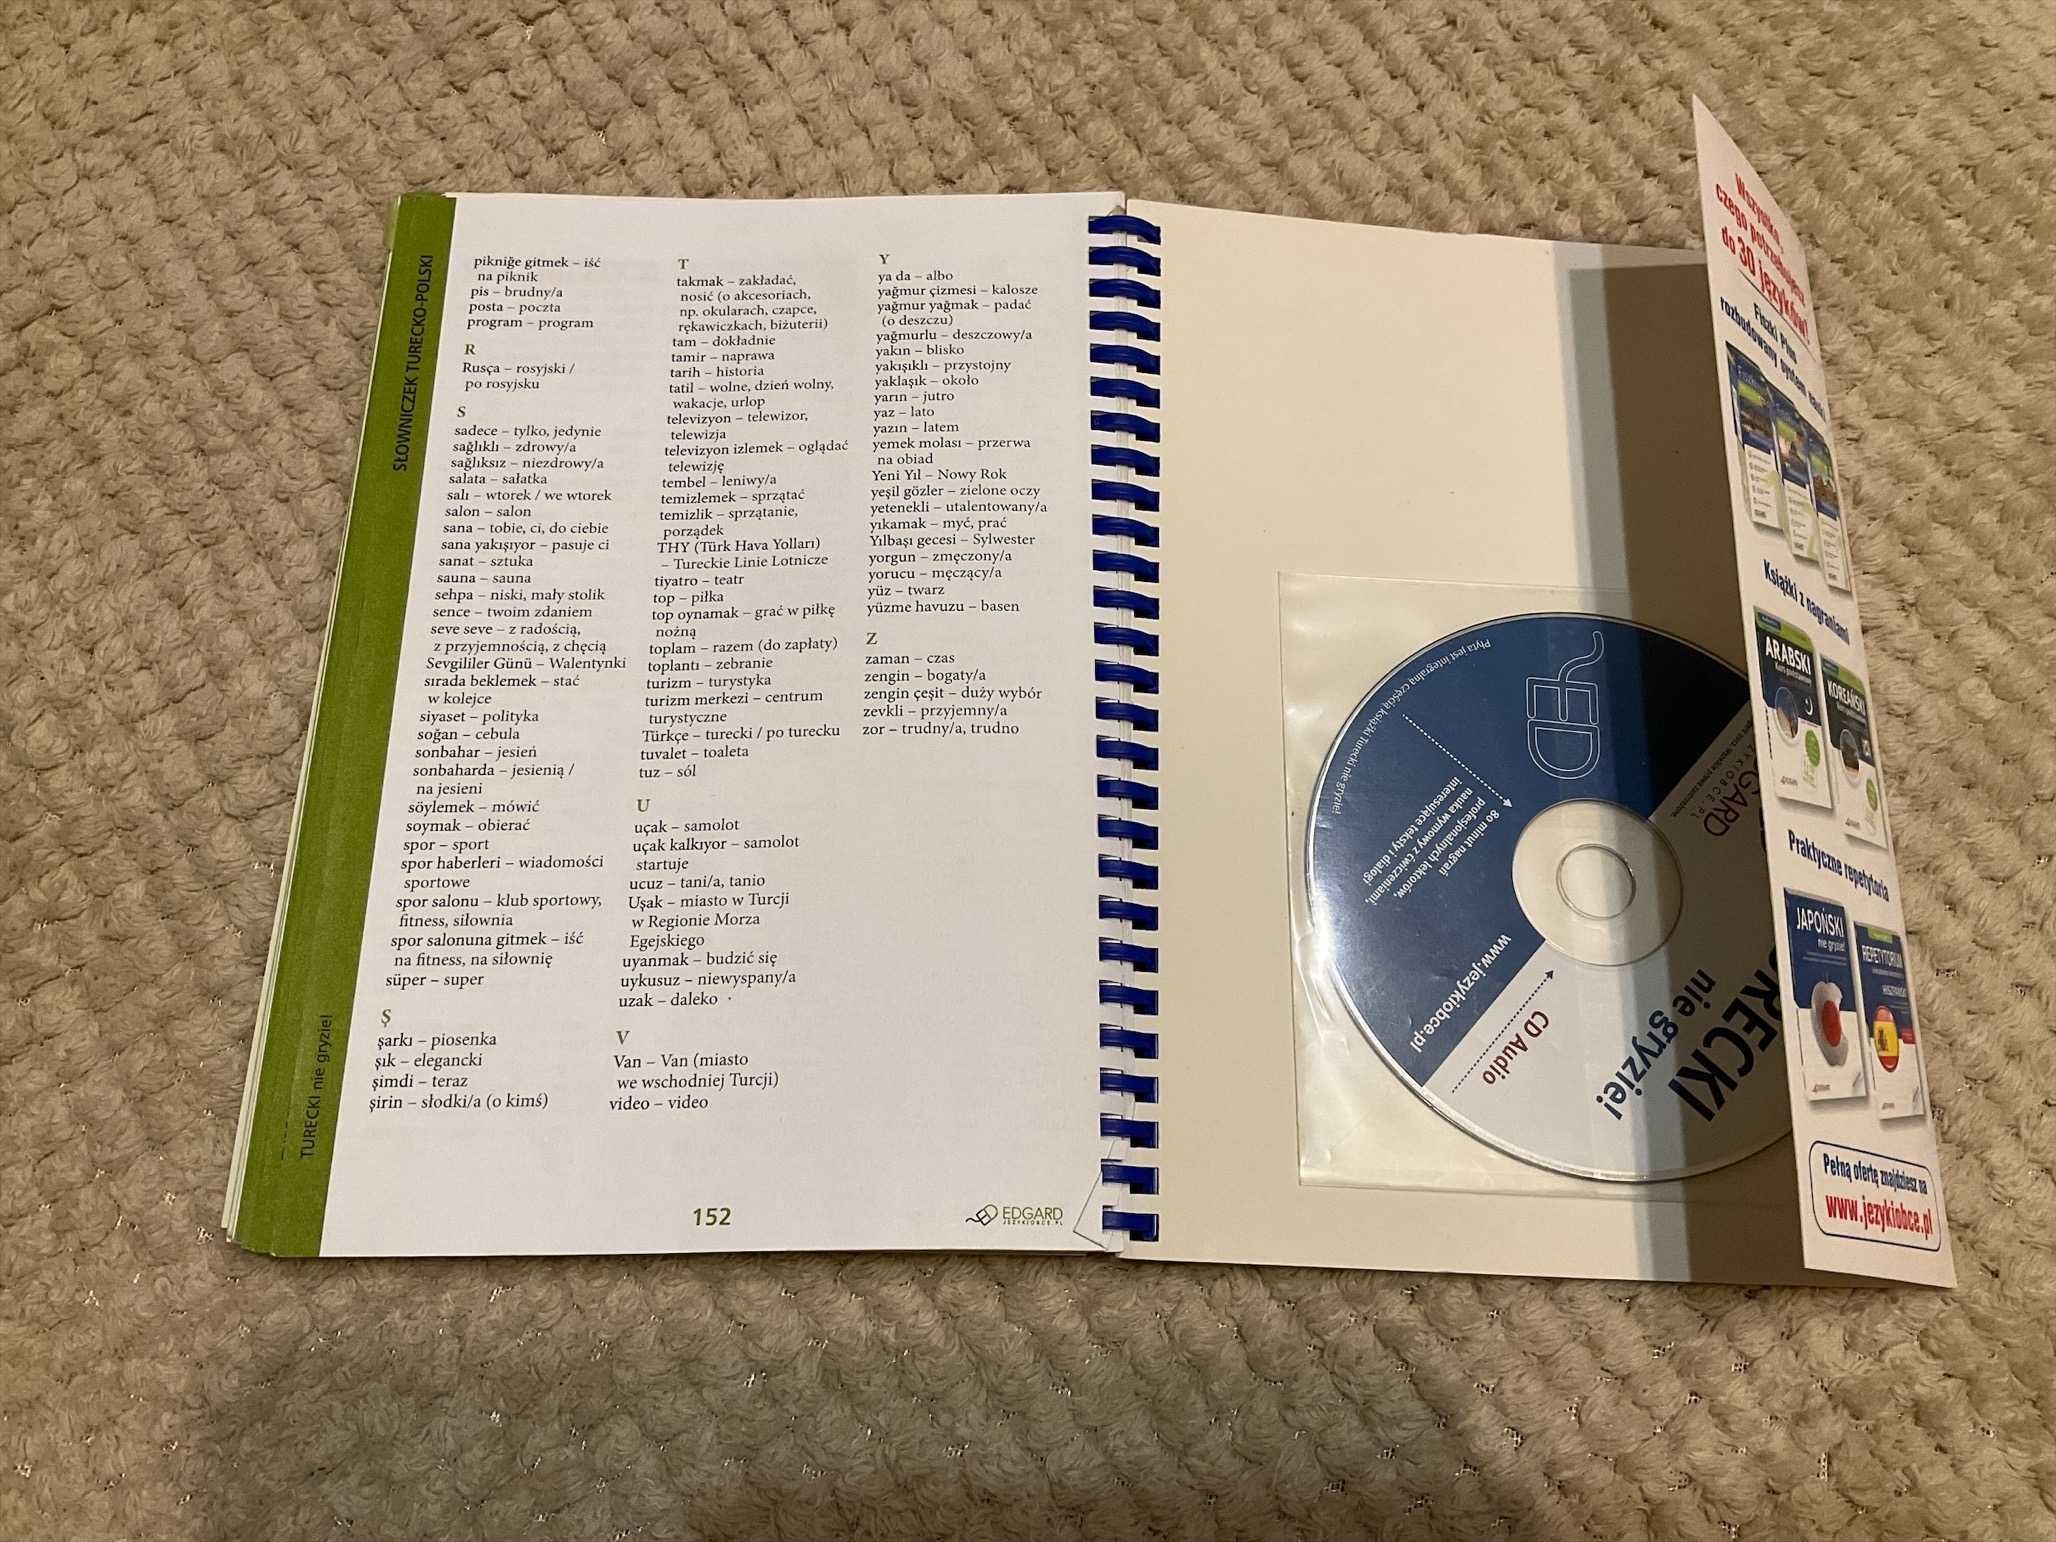 SŁOWNICZEK TURECKO-POLSKI
TURECKI nie gryzie!
pikniğe gitmek – iść
na piknik
pis – brudny/a
posta – poczta
program – program
R
Rusça – rosyjski /
po rosyjsku
S
sadece – tylko, jedynie
sağlıklı – zdrowy/a
sağlıksız – niezdrowy/a
salata – sałatka
salı – wtorek / we wtorek
salon – salon
sana – tobie, ci, do ciebie
sana yakışıyor – pasuje ci
sanat – sztuka
sauna – sauna
sehpa – niski, mały stolik
sence – twoim zdaniem
seve seve – z radością,
z przyjemnością, z chęcią
Sevgililer Günü – Walentynki
sırada beklemek – stać
w kolejce
siyaset – polityka
soğan – cebula
sonbahar – jesień
sonbaharda – jesienią /
na jesieni
söylemek – mówić
soymak – obierać
spor – sport
spor haberleri – wiadomości
sportowe
spor salonu – klub sportowy,
fitness, siłownia
spor salonuna gitmek – iść
na fitness, na siłownię
süper – super
Ş
şarkı – piosenka
şık – elegancki
şimdi – teraz
şirin – słodki/a (o kimś)
T
takmak – zakładać,
nosić (o akcesoriach,
np. okularach, czapce,
rękawiczkach, biżuterii)
tam – dokładnie
tamir – naprawa
tarih – historia
tatil – wolne, dzień wolny,
wakacje, urlop
televizyon – telewizor,
telewizja
televizyon izlemek – oglądać
telewizję
tembel – leniwy/a
temizlemek – sprzątać
temizlik – sprzątanie,
porządek
THY (Türk Hava Yolları)
– Tureckie Linie Lotnicze
tiyatro – teatr
top – piłka
top oynamak – grać w piłkę
nożną
toplam – razem (do zapłaty)
toplantı – zebranie
turizm – turystyka
turizm merkezi – centrum
turystyczne
Türkçe – turecki / po turecku
tuvalet – toaleta
tuz – sól
U
uçak – samolot
uçak kalkıyor – samolot
startuje
ucuz – tani/a, tanio
Uşak – miasto w Turcji
w Regionie Morza
Egejskiego
uyanmak – budzić się
uykusuz – niewyspany/a
uzak – daleko
V
Van – Van (miasto
we wschodniej Turcji)
video – video
Y
ya da – albo
yağmur çizmesi – kalosze
yağmur yağmak – padać
(o deszczu)
yağmurlu – deszczowy/a
yakın – blisko
yakışıklı – przystojny
yaklaşık – około
yarın – jutro
yaz – lato
yazın – latem
yemek molası – przerwa
na obiad
Yeni Yıl – Nowy Rok
yeşil gözler – zielone oczy
yetenekli – utalentowany/a
yıkamak – myć, prać
Yılbaşı gecesi – Sylwester
yorgun – zmęczony/a
yorucu – męczący/a
yüz – twarz
yüzme havuzu – basen
Z
zaman – czas
zengin – bogaty/a
zengin çeşit – duży wybór
zevkli – przyjemny/a
zor – trudny/a, trudno
152
EDGARD
JEZYKIOBCE.PL
Płyta jest integralną częścią książki Turecki nie gryzie!
ED
80 minut nagrań
profesjonalnych lektorów,
nauka wymowy z ćwiczeniami,
interesujące teksty i dialogi
www.jezykiobce.pl
CD Audio
nie gryzie!
Wszystko,
czego potrzebujesz
do 30 języków!
Fiszki Plus
rozbudowany system nauki
Książki z nagraniami
ARABSKI
KOREAŃSKI
Praktyczne repetytoria
JAPOŃSKI
nie gryzie!
REPETYTORIUM
HISZPAŃSKI
Pełną ofertę znajdziesz na
www.jezykiobce.pl